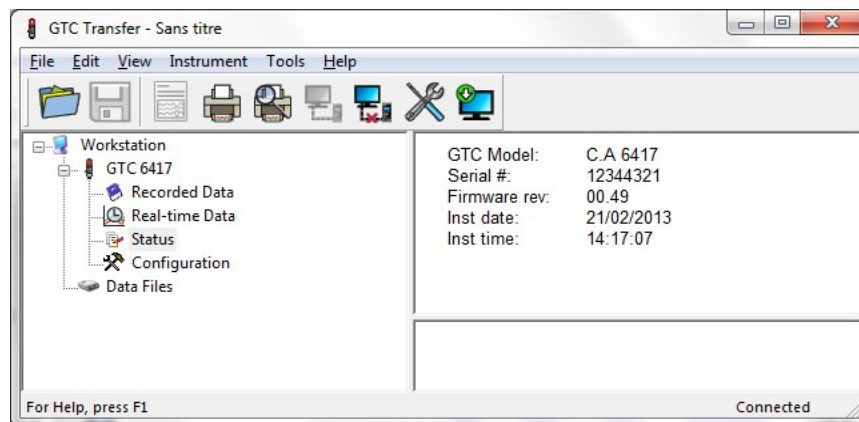 GTC Transfer - Sans titre
File Edit View Instrument Tools Help
Workstation
GTC 6417
Recorded Data
Real-time Data
Status
Configuration
Data Files
GTC Model: C.A 6417
Serial #: 12344321
Firmware rev: 00.49
Inst date: 21/02/2013
Inst time: 14:17:07
For Help, press F1 Connected